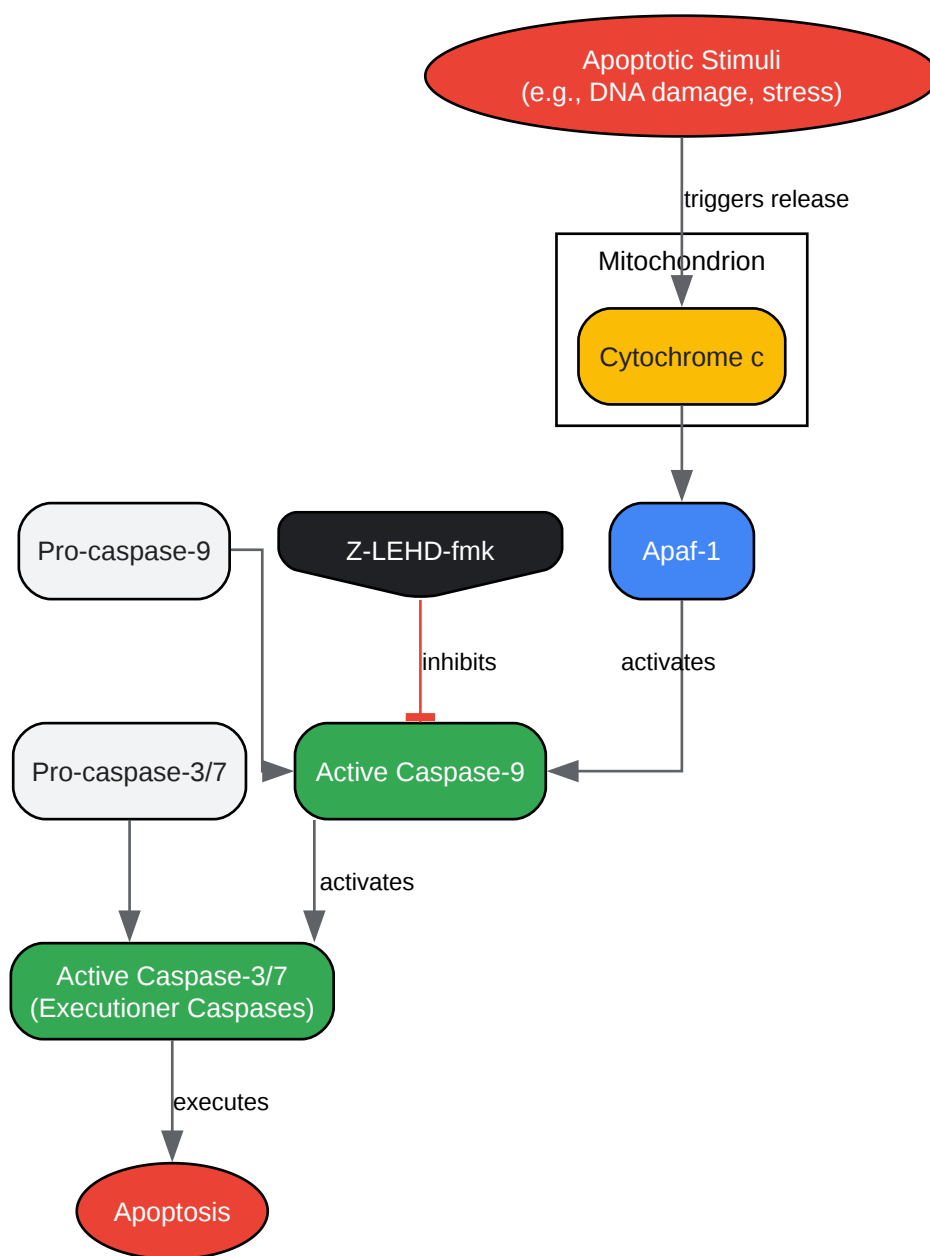 Apoptotic Stimuli
(e.g., DNA damage, stress)
triggers release
Mitochondrion
Cytochrome c
Pro-caspase-9
Z-LEHD-fmk
Apaf-1
inhibits
activates
Pro-caspase-3/7
Active Caspase-9
activates
Active Caspase-3/7
(Executioner Caspases)
executes
Apoptosis